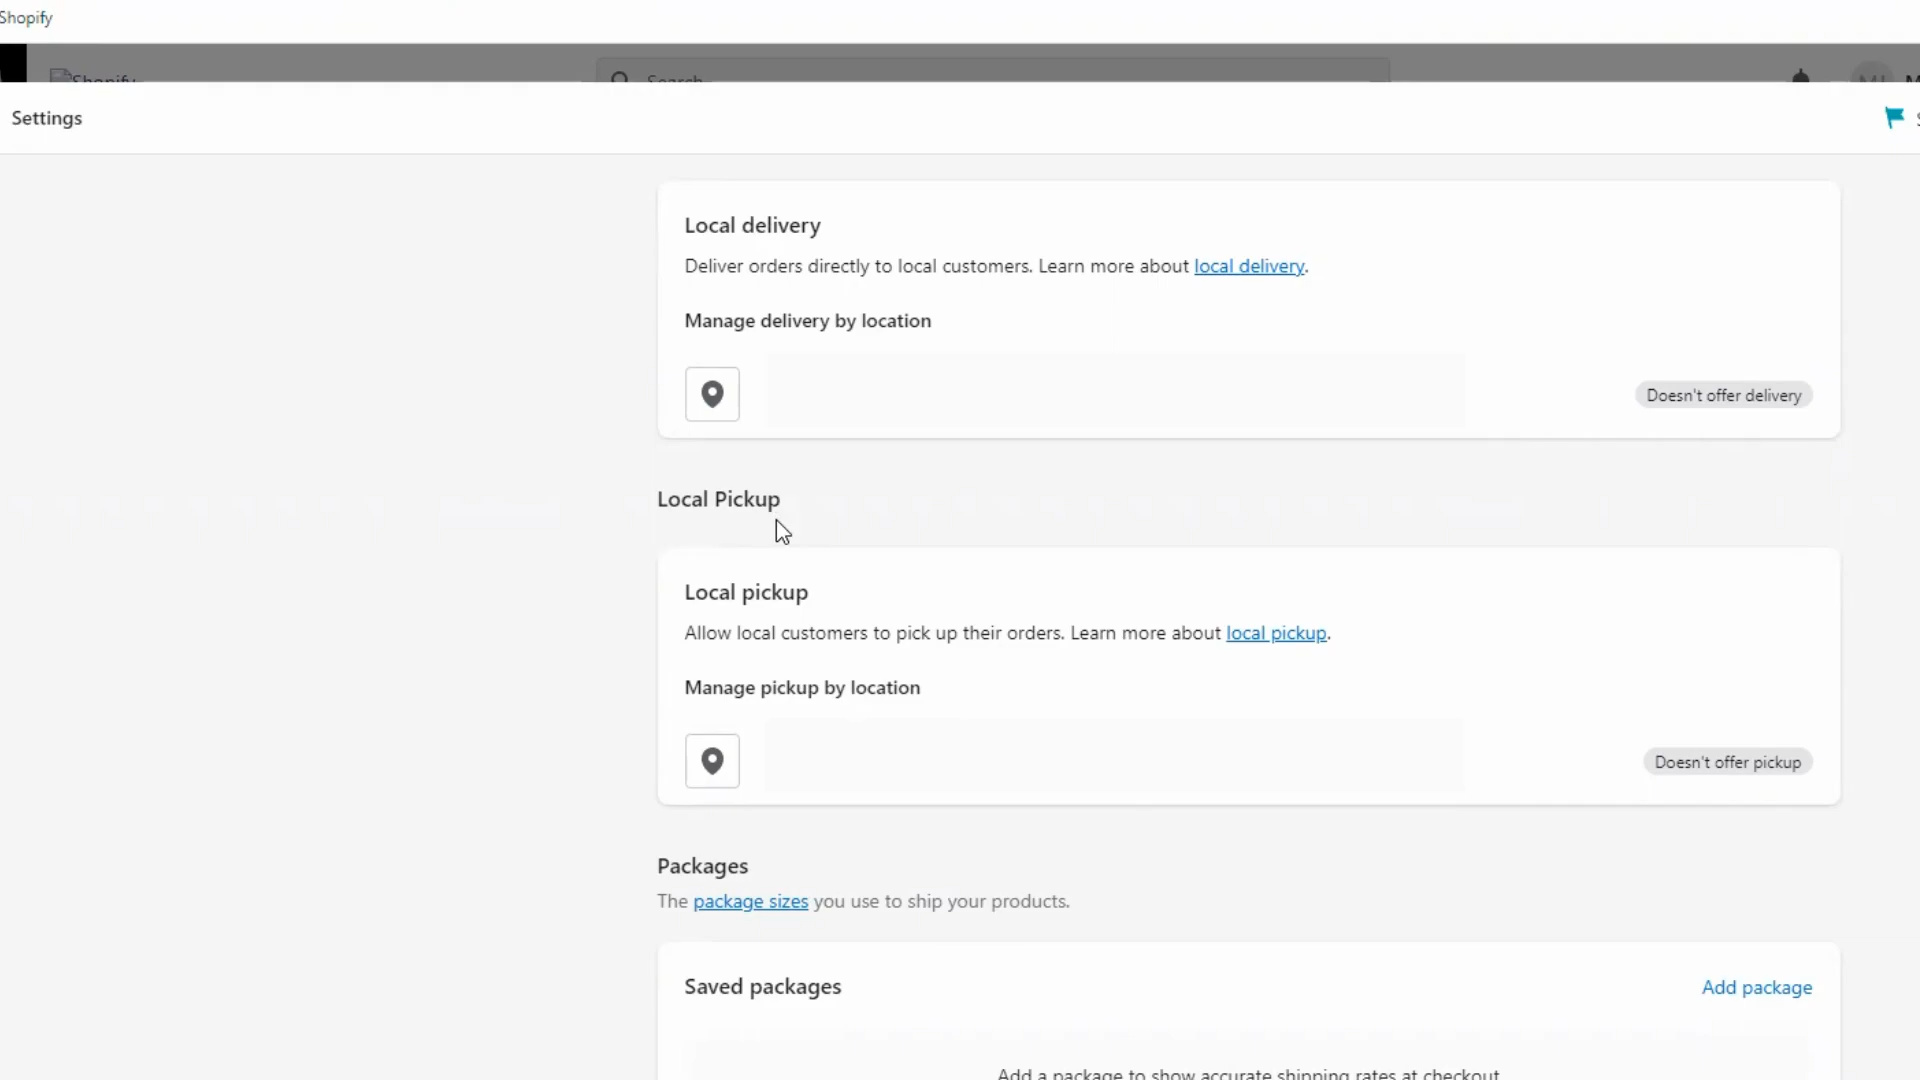 Shopify
Shopify
Search
Settings
Local delivery
Deliver orders directly to local customers. Learn more about local delivery.
Manage delivery by location
Doesn't offer delivery
Local Pickup
Local pickup
Allow local customers to pick up their orders. Learn more about local pickup.
Manage pickup by location
Doesn't offer pickup
Packages
The package sizes you use to ship your products.
Saved packages
Add package
Add a package to show accurate shipping rates at checkout